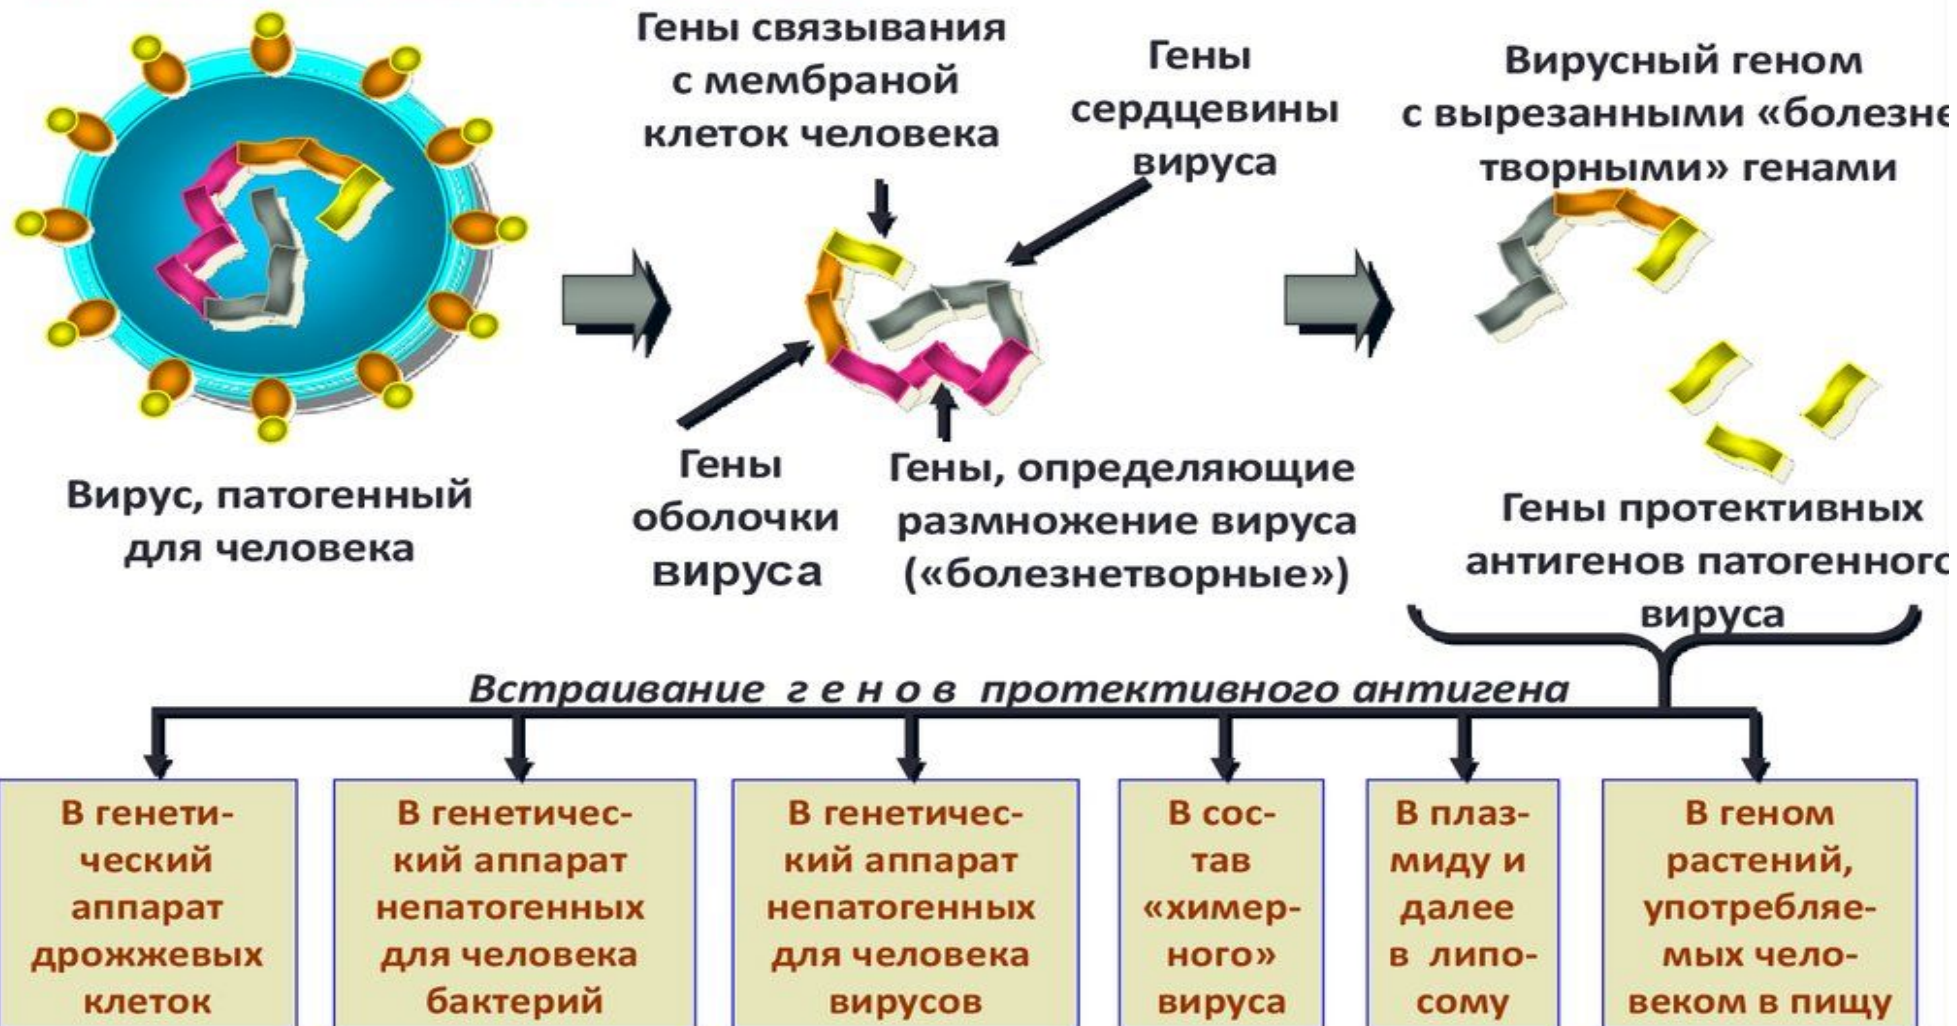 Гены связывания
с мембраной
клеток человека
Гены
сердцевины
вируса
Вирусный геном
с вырезанными «болезне
творными» генами
Вирус, патогенный
для человека
Гены
оболочки
вируса
Гены, определяющие
размножение вируса
(«болезнетворные»)
Гены протективных
антигенов патогенного
вируса
Встраивание г е н о в протективного антигена
В генети-
ческий
аппарат
дрожжевых
клеток
В генетичес-
кий аппарат
непатогенных
для человека
бактерий
В генетичес-
кий аппарат
непатогенных
для человека
вирусов
В сос-
тав
«химер-
ного»
вируса
В плаз-
миду и
далее
в липо-
сому
В геном
растений,
употребляе-
мых чело-
веком в пищу